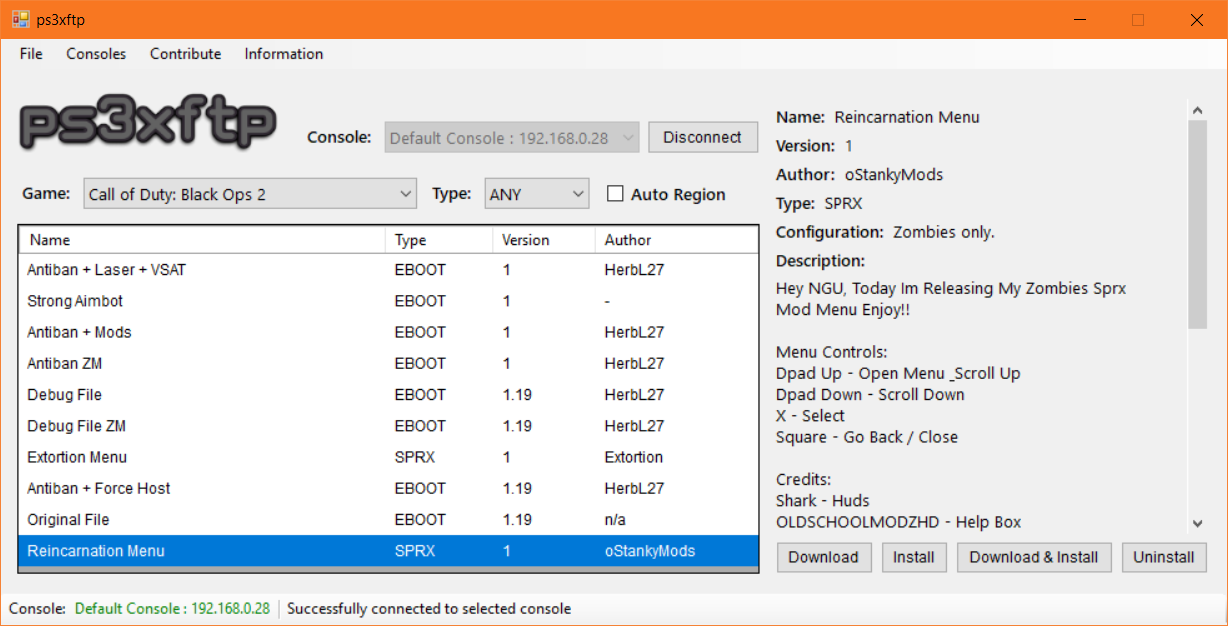 ps3xftp
File Consoles Contribute Information
ps3xftp
Console: Default Console : 192.168.0.28 Disconnect
Game: Call of Duty: Black Ops 2 Type: ANY Auto Region
Name Type Version Author
Antiban + Laser + VSAT EBOOT 1 HerbL27
Strong Aimbot EBOOT 1 -
Antiban + Mods EBOOT 1 HerbL27
Antiban ZM EBOOT 1 HerbL27
Debug File EBOOT 1.19 HerbL27
Debug File ZM EBOOT 1.19 HerbL27
Extortion Menu SPRX 1 Extortion
Antiban + Force Host EBOOT 1.19 HerbL27
Original File EBOOT 1.19 n/a
Reincarnation Menu SPRX 1 oStankyMods
Name: Reincarnation Menu
Version: 1
Author: oStankyMods
Type: SPRX
Configuration: Zombies only.
Description:
Hey NGU, Today Im Releasing My Zombies Sprx
Mod Menu Enjoy!!
Menu Controls:
Dpad Up - Open Menu _Scroll Up
Dpad Down - Scroll Down
X - Select
Square - Go Back / Close
Credits:
Shark - Huds
OLDSCHOOLMODZHD - Help Box
Download Install Download & Install Uninstall
Console: Default Console : 192.168.0.28 Successfully connected to selected console